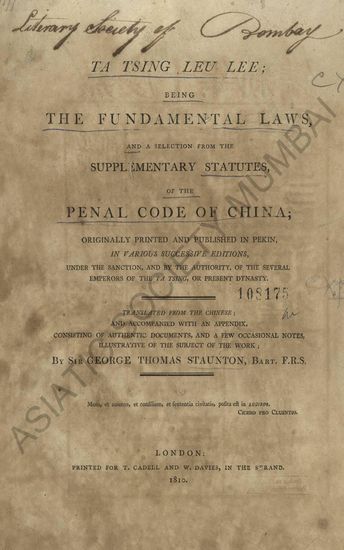 Literary Society of Bombay
TA TSING LEU LEE;
BEING
THE FUNDAMENTAL LAWS,
AND A SELECTION FROM THE
SUPPLEMENTARY STATUTES,
OF THE
PENAL CODE OF CHINA;
ORIGINALLY PRINTED AND PUBLISHED IN PEKIN,
IN VARIOUS SUCCESSIVE EDITIONS,
UNDER THE SANCTION, AND BY THE AUTHORITY, OF THE SEVERAL
EMPERORS OF THE TA TSING, OR PRESENT DYNASTY.
108175
TRANSLATED FROM THE CHINESE;
AND ACCOMPANIED WITH AN APPENDIX,
CONSISTING OF AUTHENTIC DOCUMENTS, AND A FEW OCCASIONAL NOTES,
ILLUSTRATIVE OF THE SUBJECT OF THE WORK;
BY SIR GEORGE THOMAS STAUNTON, BART. F.R.S.
Mens, et animus, et consilium, et sententia civitatis, posita est in LEGIBUS.
CICERO PRO CLUENTIO.
LONDON:
PRINTED FOR T. CADELL AND W. DAVIES, IN THE STRAND.
1810.
ASIATIC SOCIETY MUMBAI